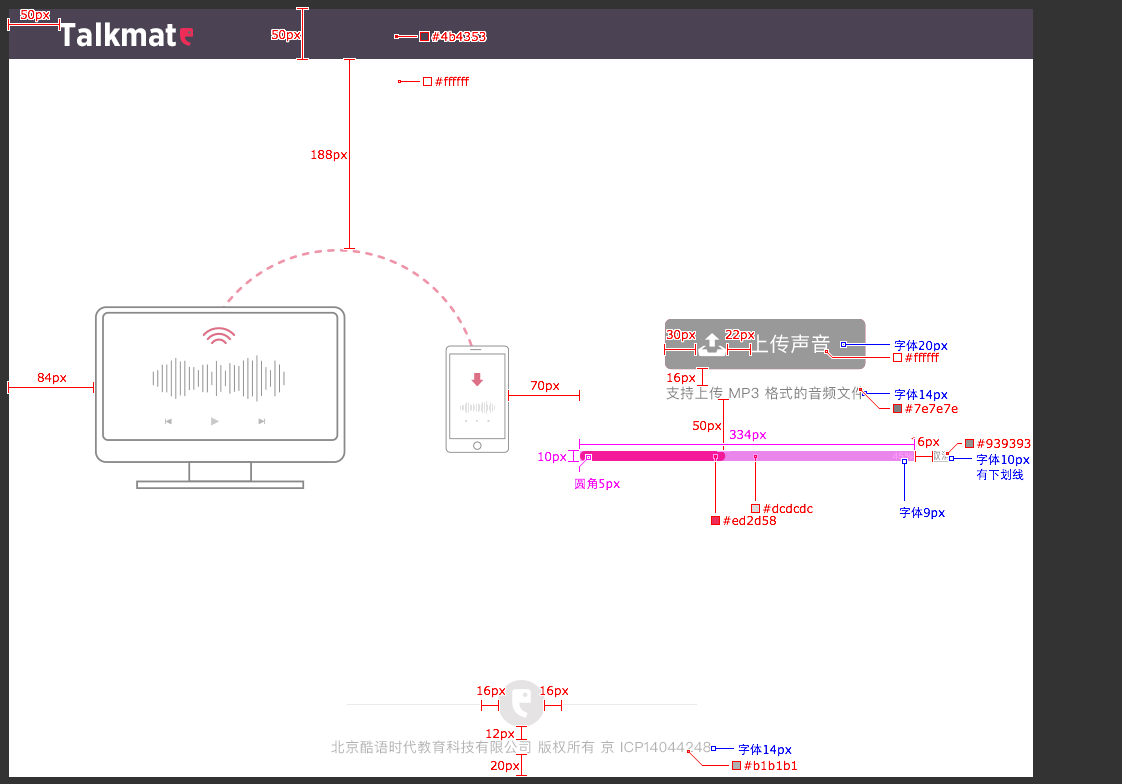 50px
Talkmate
50px
#4b4353
#ffffff
188px
84px
70px
30px
22px
上传声音
字体20px
#ffffff
16px
支持上传 MP3 格式的音频文件
字体14px
#7e7e7e
50px
334px
10px
圆角5px
6px
#939393
字体10px
有下划线
#dcdcdc
#ed2d58
字体9px
16px
16px
12px
北京酷语时代教育科技有限公司 版权所有 京 ICP14044248
字体14px
20px
#b1b1b1